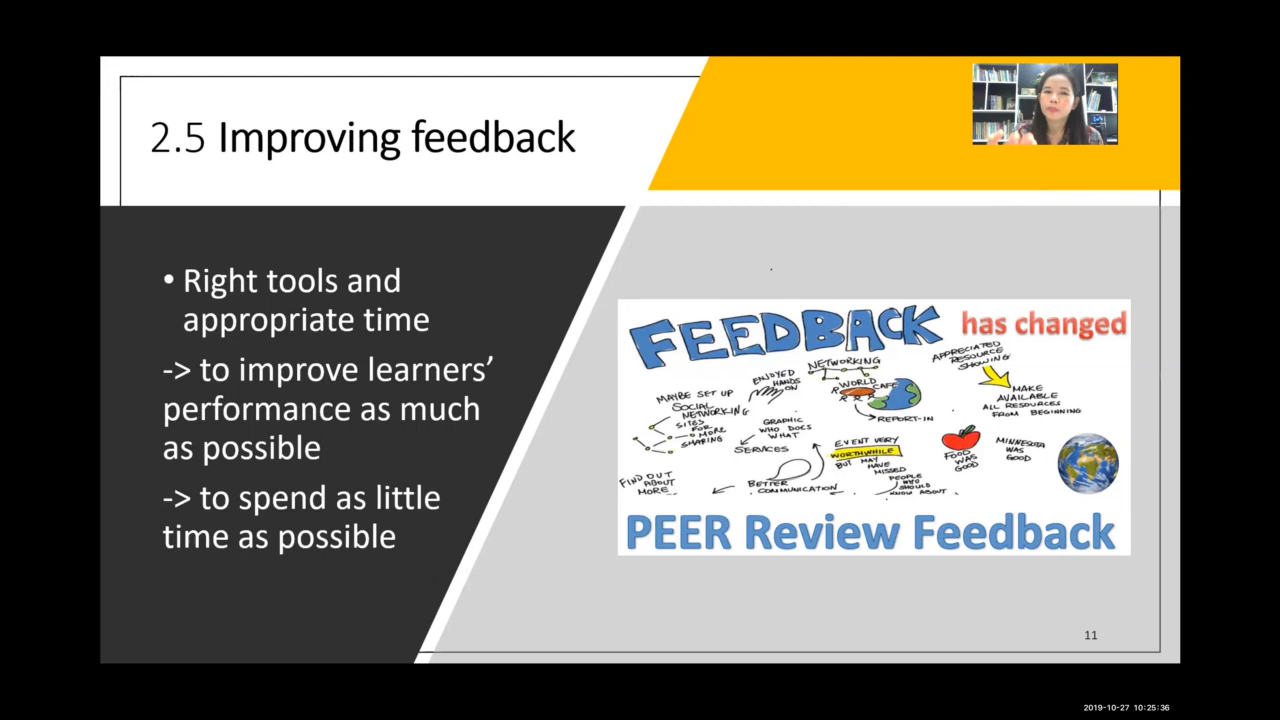 2.5 Improving feedback
• Right tools and
appropriate time
-> to improve learners’
performance as much
as possible
-> to spend as little
time as possible
FEEDBACK
has changed
NETWORKING
APPRECIATED
RESOURCE
SHOWING
ENJOYED
HANDS
ON
MAYBE SET UP
SOCIAL
NETWORKING
SITES
FOR
MORE
SHARING
WORLD
CAFE
REPORT-IN
MAKE
AVAILABLE
ALL RESOURCES
FROM BEGINNING
GRAPHIC
WHO DOES
WHAT
SERVICES
EVENT VERY
WORTHWHILE
BUT MAY
HAVE
MISSED
PEOPLE
WHO
SHOULD
KNOW ABOUT
FOOD
WAS
GOOD
MINNESOTA
WAS
GOOD
FIND OUT
ABOUT
MORE
BETTER
COMMUNICATION
PEER Review Feedback
11
2019-10-27 10:25:36